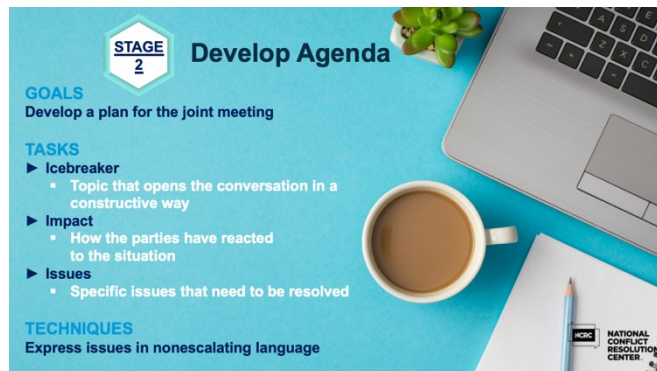 STAGE
2
Develop Agenda
GOALS
Develop a plan for the joint meeting
TASKS
► Icebreaker
▪ Topic that opens the conversation in a
constructive way
► Impact
▪ How the parties have reacted
to the situation
► Issues
▪ Specific issues that need to be resolved
TECHNIQUES
Express issues in nonescalating language
NCRC
NATIONAL
CONFLICT
RESOLUTION
CENTER